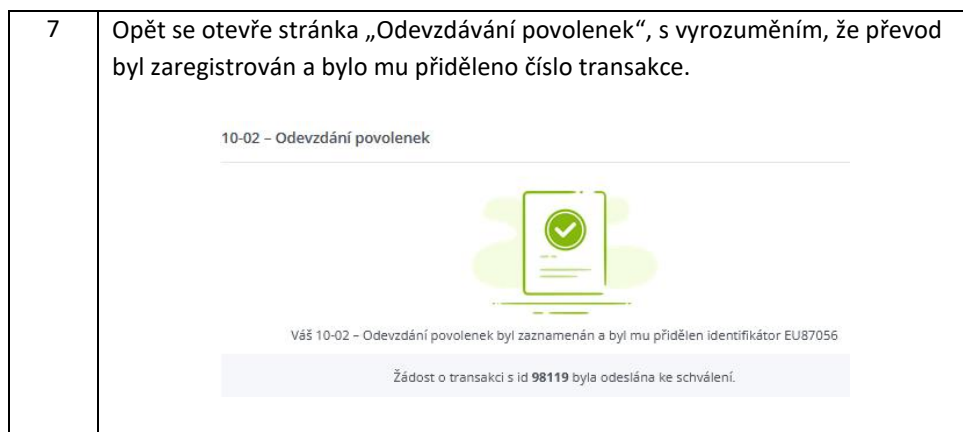 7
Opět se otevře stránka „Odevzdávání povolenek“, s vyrozuměním, že převod
byl zaregistrován a bylo mu přiděleno číslo transakce.
10-02 – Odevzdání povolenek
Váš 10-02 – Odevzdání povolenek byl zaznamenán a byl mu přidělen identifikátor EU87056
Žádost o transakci s id 98119 byla odeslána ke schválení.